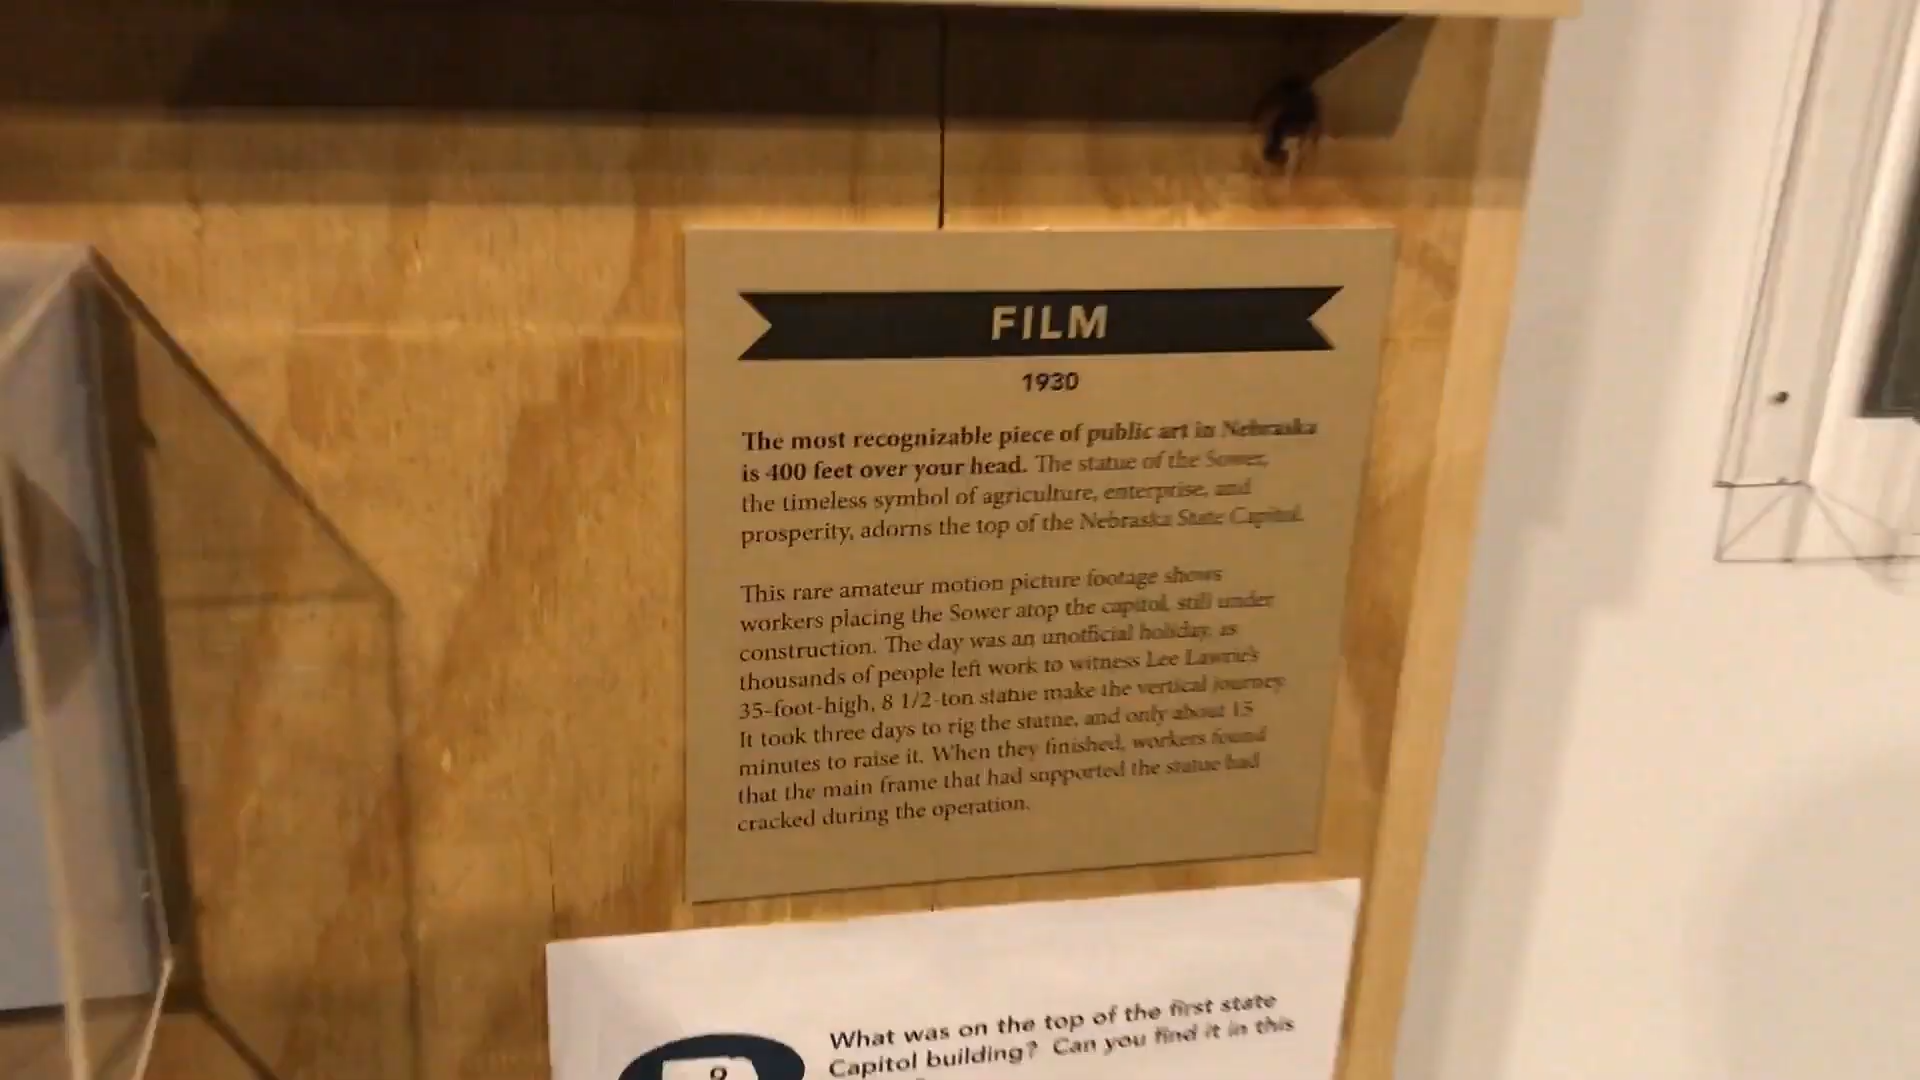 FILM
1930
The most recognizable piece of public art in Nebraska
is 400 feet over your head. The statue of the Sower,
the timeless symbol of agriculture, enterprise, and
prosperity, adorns the top of the Nebraska State Capitol.
This rare amateur motion picture footage shows
workers placing the Sower atop the capitol, still under
construction. The day was an unofficial holiday, as
thousands of people left work to witness Lee Lawrie's
35-foot-high, 8 1/2-ton statue make the vertical journey.
It took three days to rig the statue, and only about 15
minutes to raise it. When they finished, workers found
that the main frame that had supported the statue had
cracked during the operation.
What was on the top of the first state
Capitol building? Can you find it in this
?